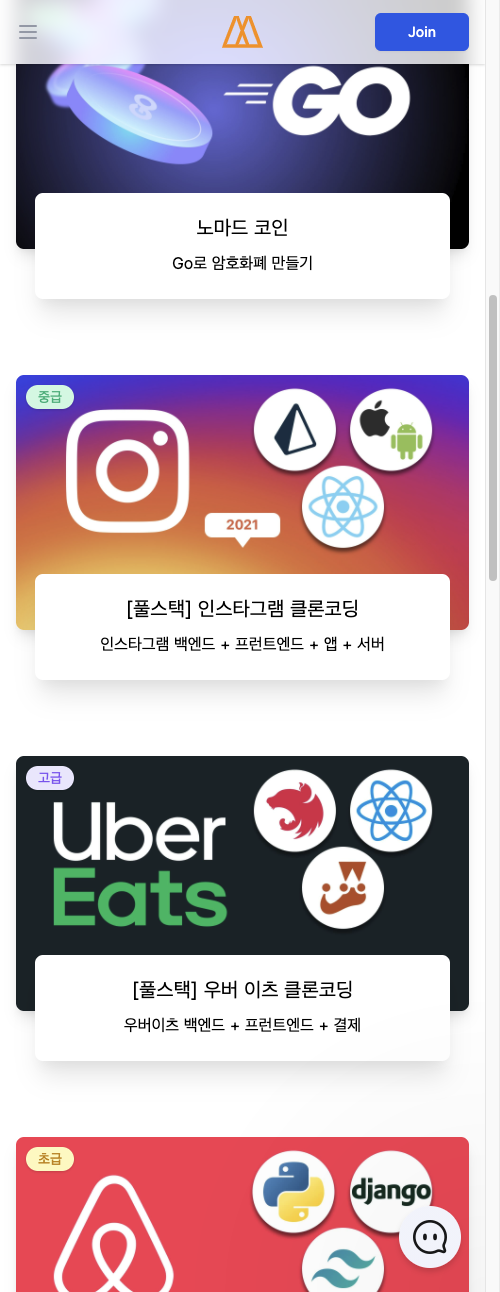 Join
GO
노마드 코인
Go로 암호화폐 만들기
중급
2021
[풀스택] 인스타그램 클론코딩
인스타그램 백엔드 + 프런트엔드 + 앱 + 서버
고급
Uber
Eats
[풀스택] 우버 이츠 클론코딩
우버이츠 백엔드 + 프런트엔드 + 결제
초급
django